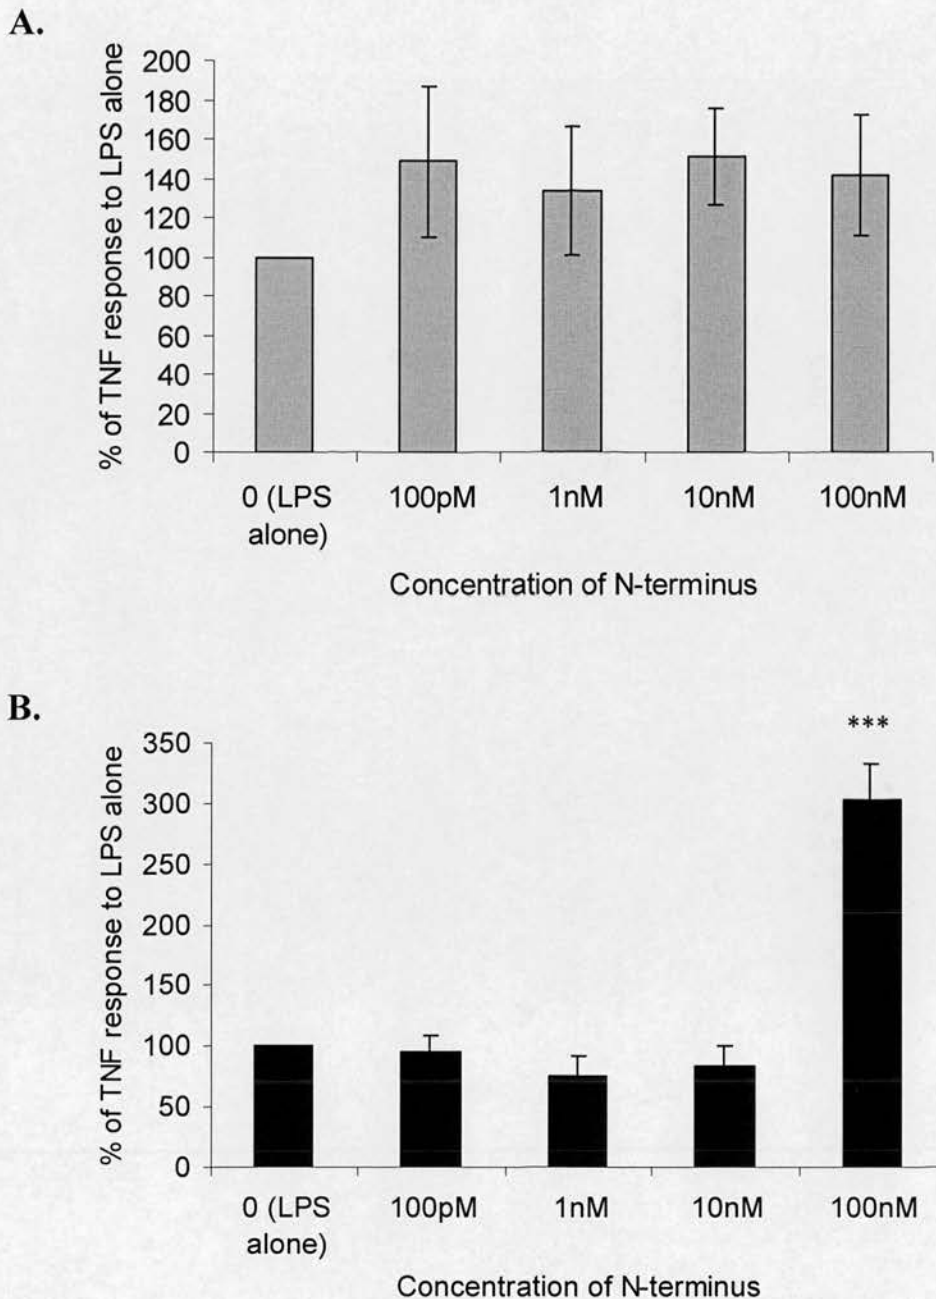 A.
% of TNF response to LPS alone
200
180
160
140
120
100
80
60
40
20
0
0 (LPS alone) 100pM 1nM 10nM 100nM
Concentration of N-terminus
B.
% of TNF response to LPS alone
350
300
250
200
150
100
50
0
***
0 (LPS alone) 100pM 1nM 10nM 100nM
Concentration of N-terminus